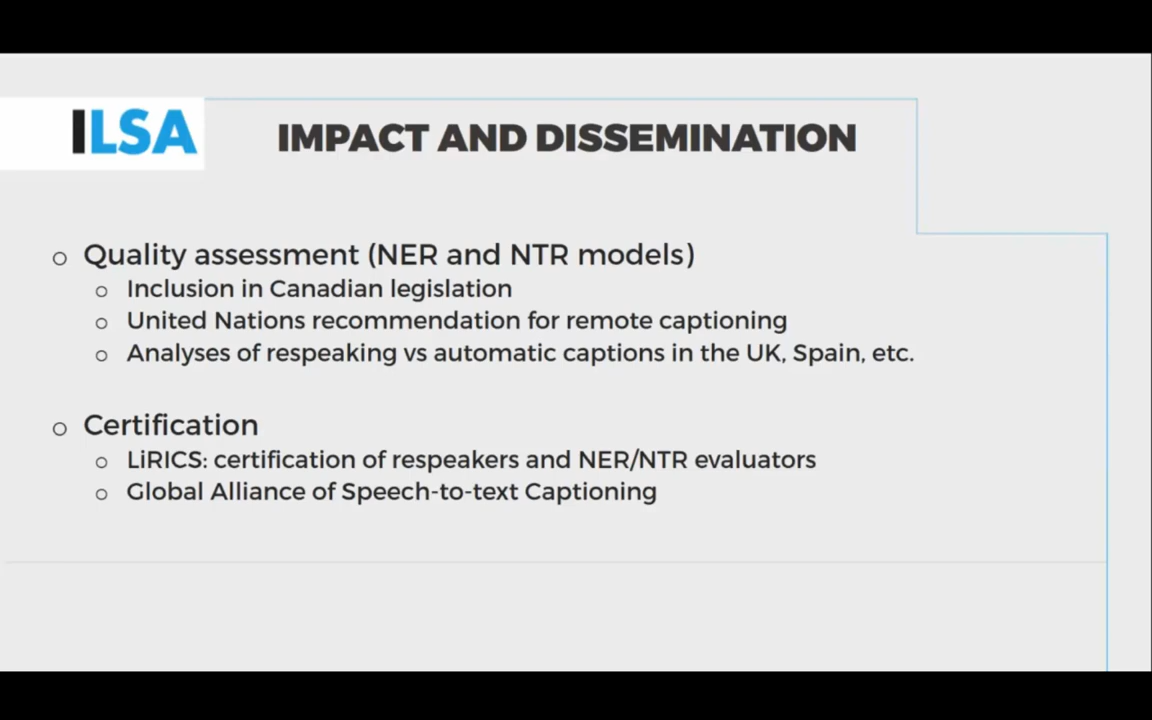 ILSA
IMPACT AND DISSEMINATION
Quality assessment (NER and NTR models)
Inclusion in Canadian legislation
United Nations recommendation for remote captioning
Analyses of respeaking vs automatic captions in the UK, Spain, etc.
Certification
LiRICS: certification of respeakers and NER/NTR evaluators
Global Alliance of Speech-to-text Captioning